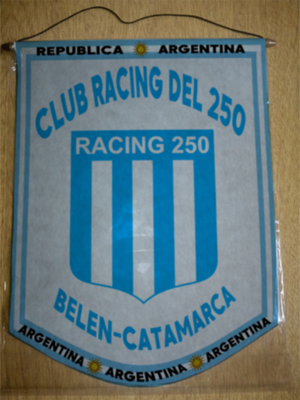 REPUBLICA ARGENTINA
CLUB RACING DEL 250
RACING 250
BELEN-CATAMARCA
ARGENTINA ARGENTINA ARGENTINA